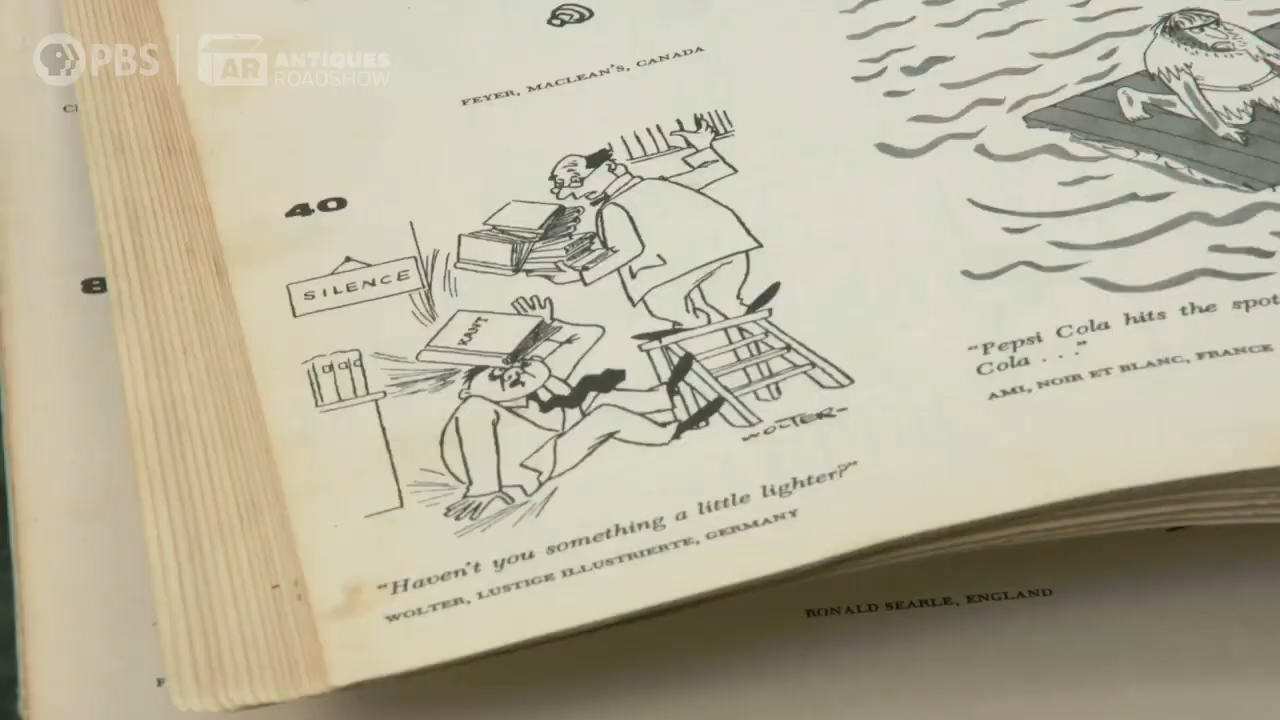 PBS
AR
ANTIQUES
ROADSHOW
FEYER, MACLEAN'S, CANADA
40
8
SILENCE
KANT
WOLTER-
"Haven't you something a little lighter?"
WOLTER, LUSTIGE ILLUSTRIERTE, GERMANY
"Pepsi Cola hits the spot
Cola . . ."
AMI, NOIR ET BLANC, FRANCE
RONALD SEARLE, ENGLAND